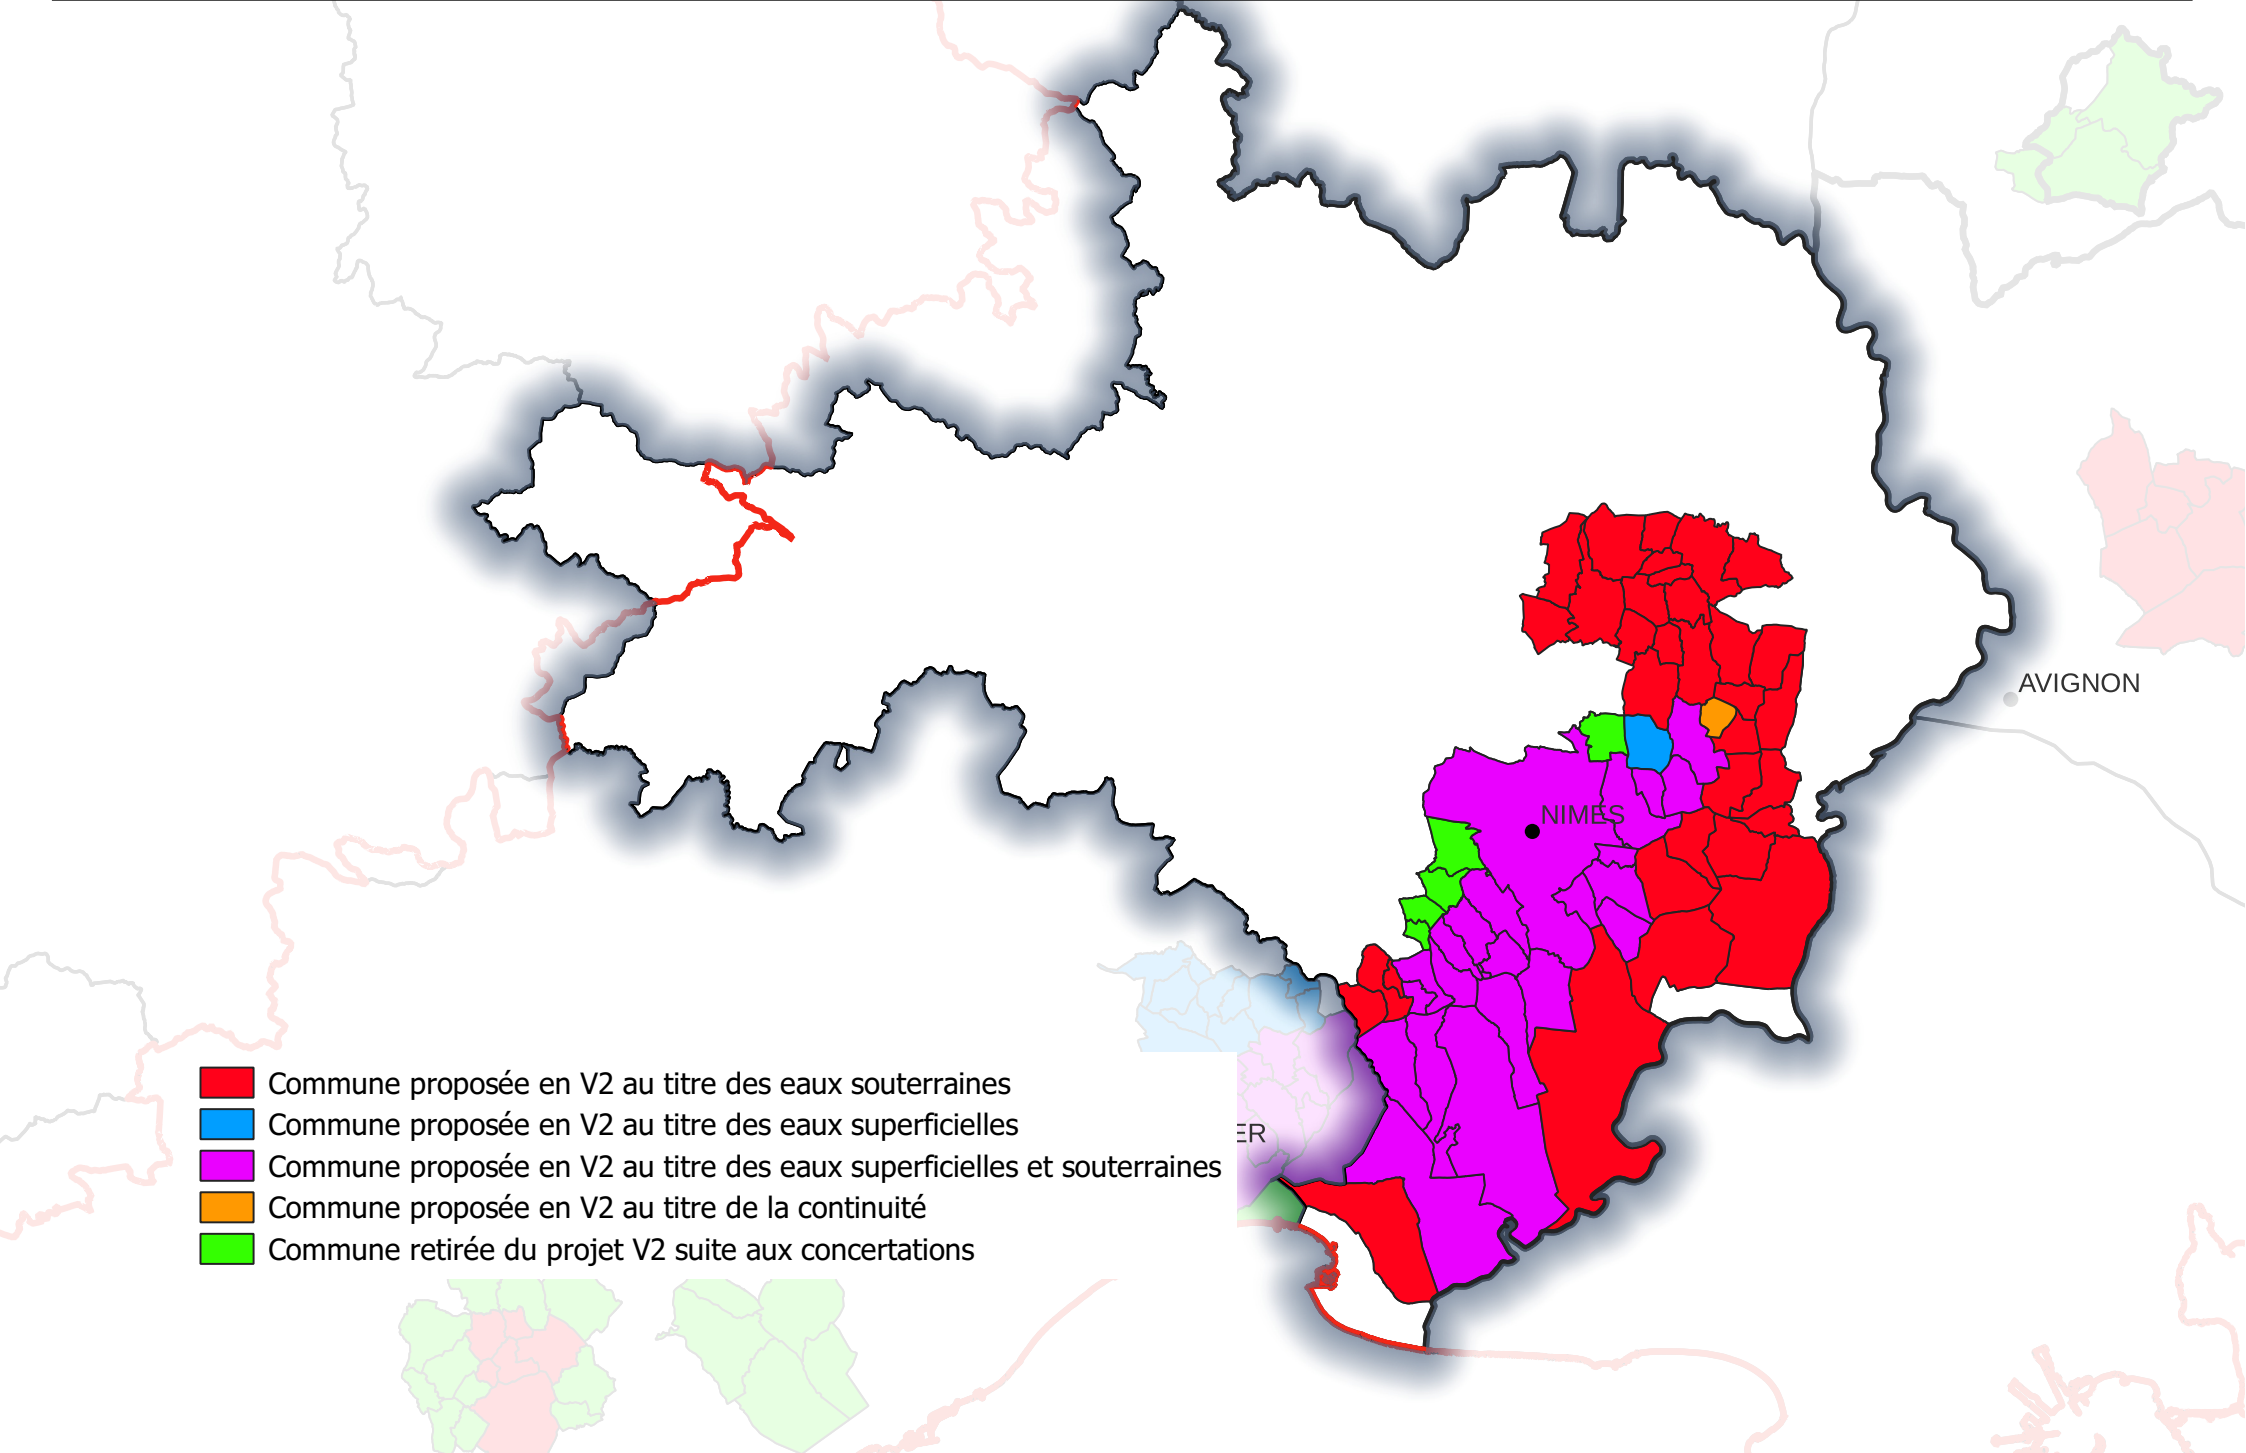 AVIGNON
NIMES
Commune proposée en V2 au titre des eaux souterraines
Commune proposée en V2 au titre des eaux superficielles
ER
Commune proposée en V2 au titre des eaux superficielles et souterraines
Commune proposée en V2 au titre de la continuité
Commune retirée du projet V2 suite aux concertations